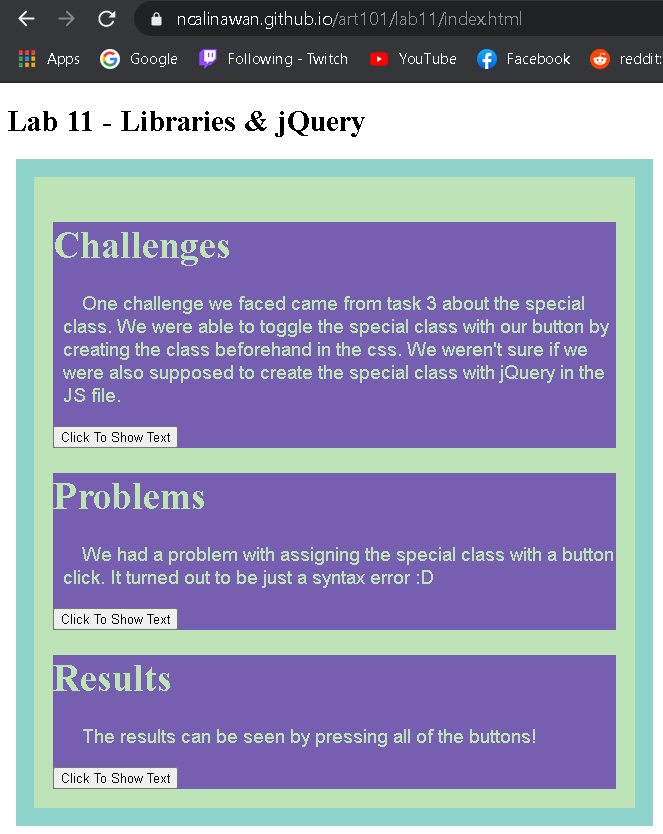 ncalinawan.github.io/art101/lab11/index.html
Apps Google Following - Twitch YouTube Facebook reddit:
Lab 11 - Libraries & jQuery
Challenges
One challenge we faced came from task 3 about the special
class. We were able to toggle the special class with our button by
creating the class beforehand in the css. We weren't sure if we
were also supposed to create the special class with jQuery in the
JS file.
Click To Show Text
Problems
We had a problem with assigning the special class with a button
click. It turned out to be just a syntax error :D
Click To Show Text
Results
The results can be seen by pressing all of the buttons!
Click To Show Text